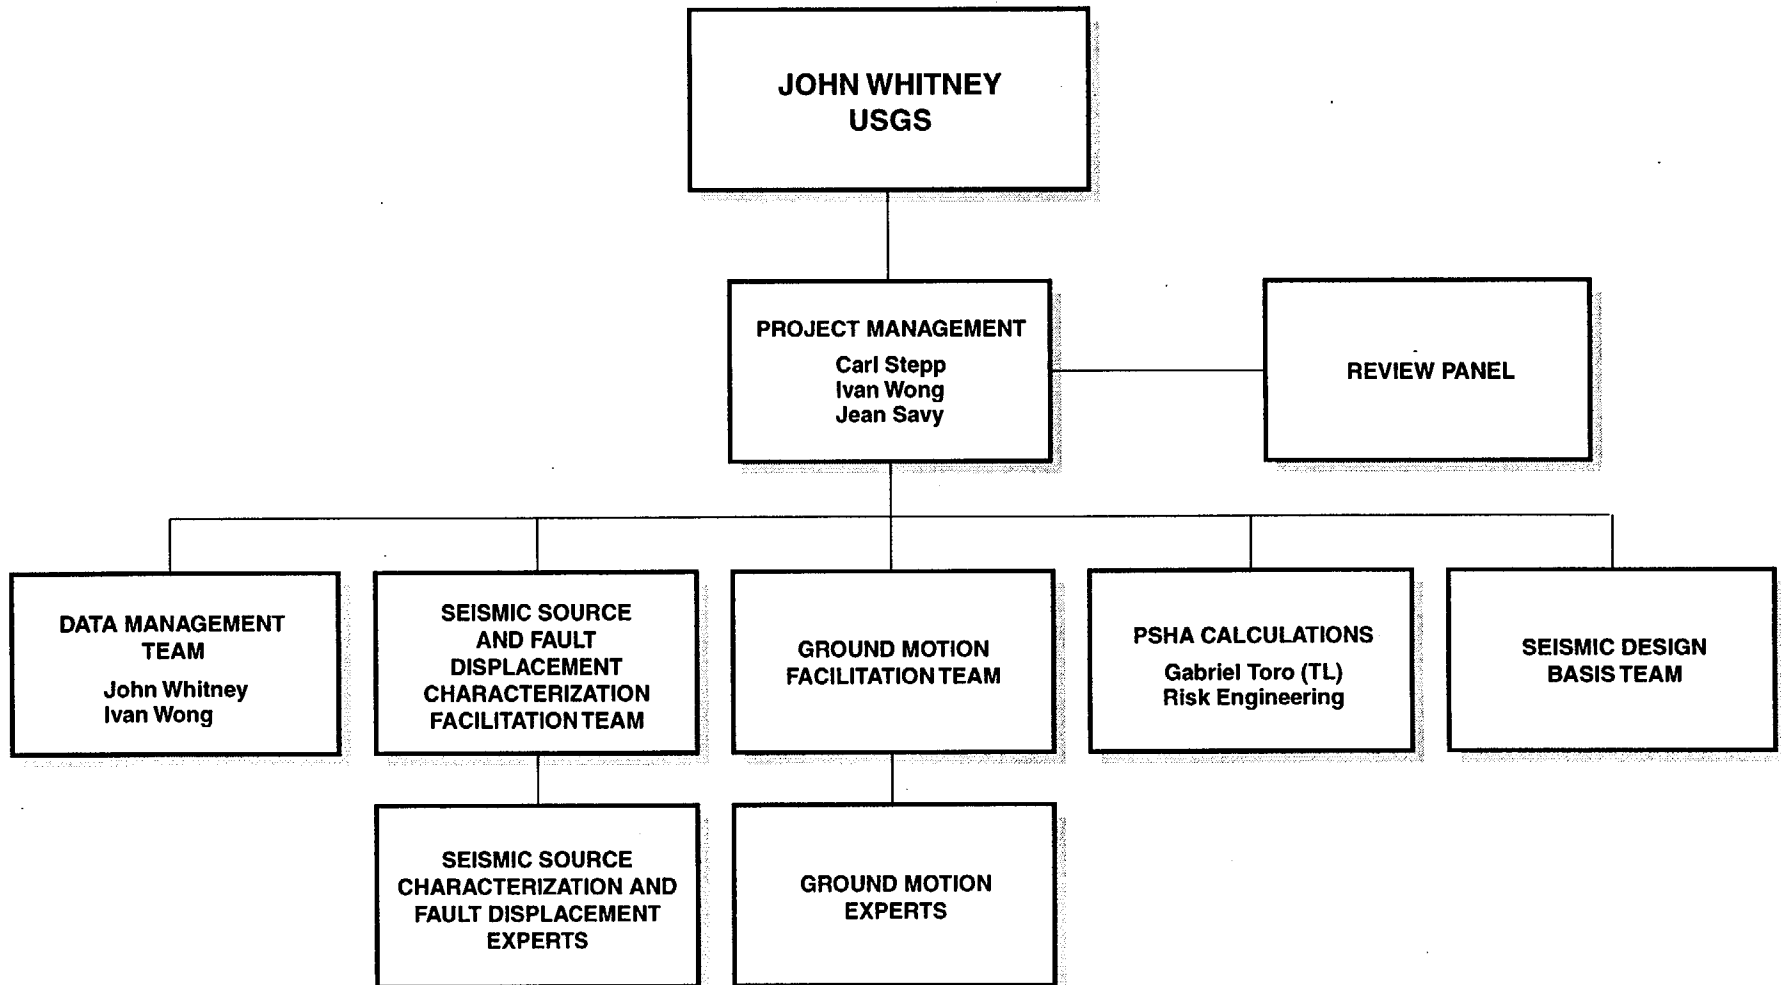 JOHN WHITNEY
USGS
PROJECT MANAGEMENT
Carl Stepp
Ivan Wong
Jean Savy
REVIEW PANEL
DATA MANAGEMENT
TEAM
John Whitney
Ivan Wong
SEISMIC SOURCE
AND FAULT
DISPLACEMENT
CHARACTERIZATION
FACILITATION TEAM
GROUND MOTION
FACILITATION TEAM
PSHA CALCULATIONS
Gabriel Toro (TL)
Risk Engineering
SEISMIC DESIGN
BASIS TEAM
SEISMIC SOURCE
CHARACTERIZATION AND
FAULT DISPLACEMENT
EXPERTS
GROUND MOTION
EXPERTS